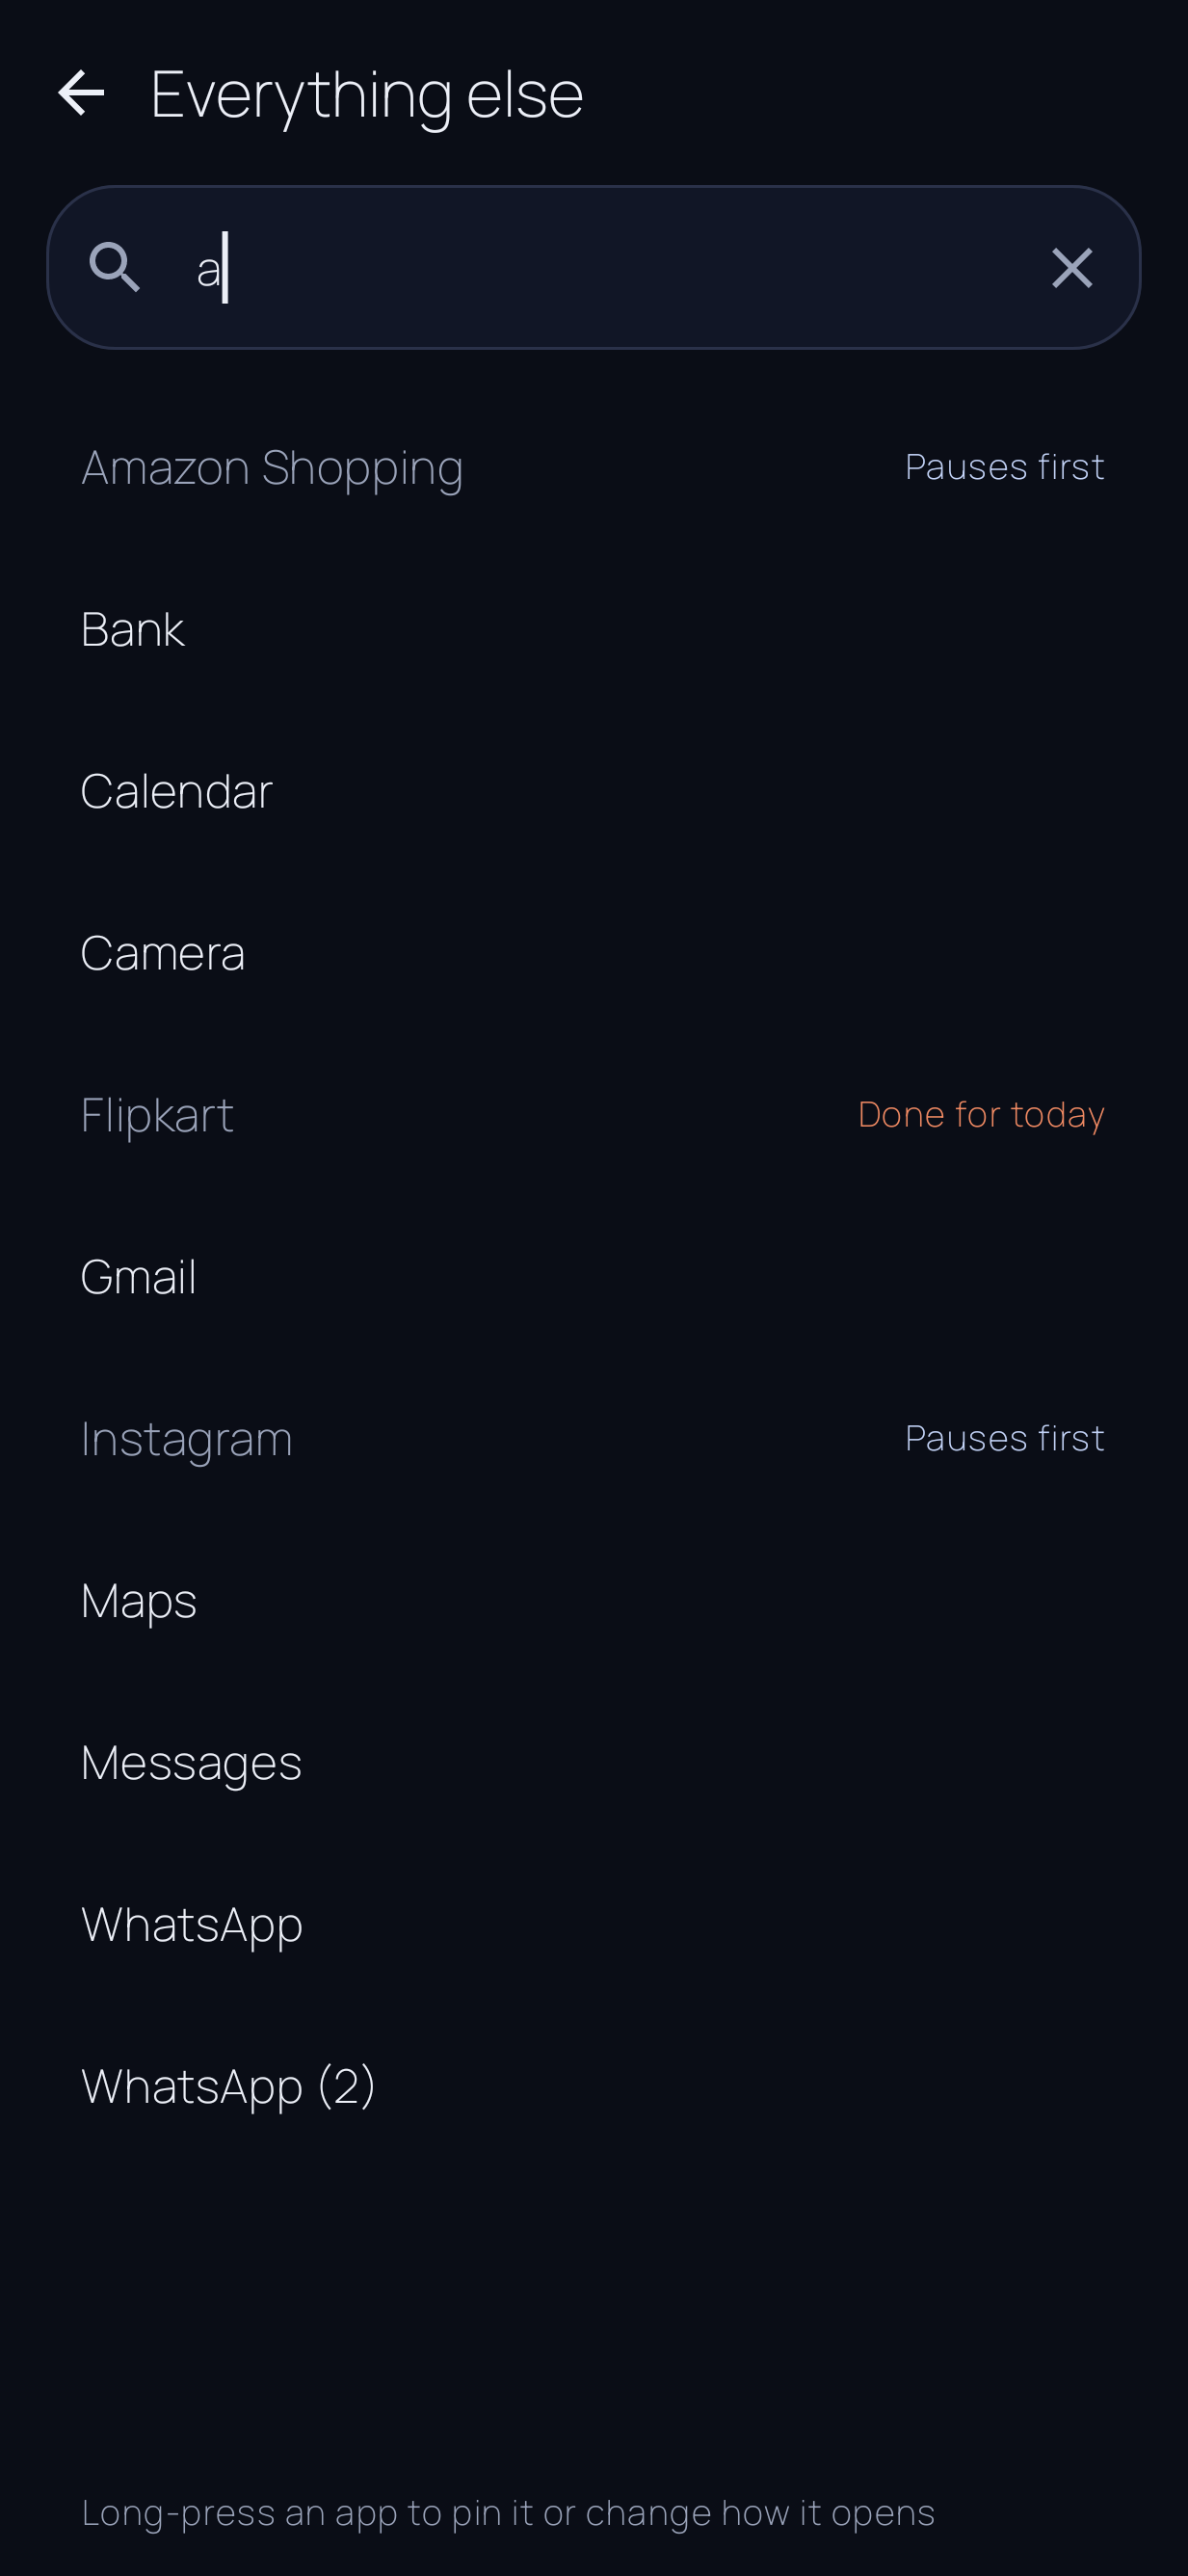 Everything else
a
Amazon Shopping Pauses first
Bank
Calendar
Camera
Flipkart Done for today
Gmail
Instagram Pauses first
Maps
Messages
WhatsApp
WhatsApp (2)
Long-press an app to pin it or change how it opens